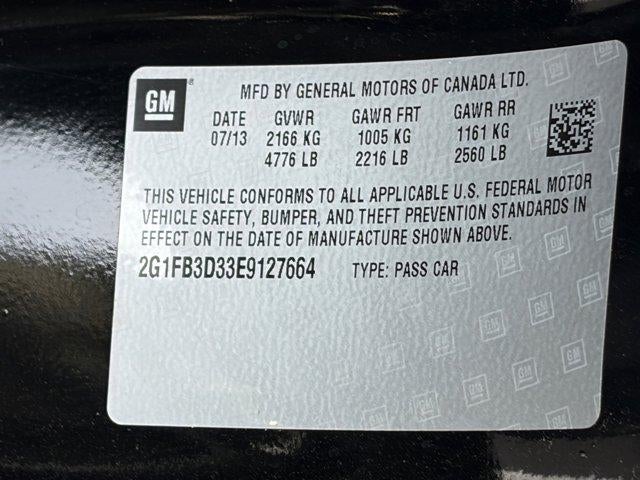 GM
MFD BY GENERAL MOTORS OF CANADA LTD.
DATE GVWR GAWR FRT GAWR RR
07/13 2166 KG 1005 KG 1161 KG
4776 LB 2216 LB 2560 LB
THIS VEHICLE CONFORMS TO ALL APPLICABLE U.S. FEDERAL MOTOR
VEHICLE SAFETY, BUMPER, AND THEFT PREVENTION STANDARDS IN
EFFECT ON THE DATE OF MANUFACTURE SHOWN ABOVE.
2G1FB3D33E9127664 TYPE: PASS CAR